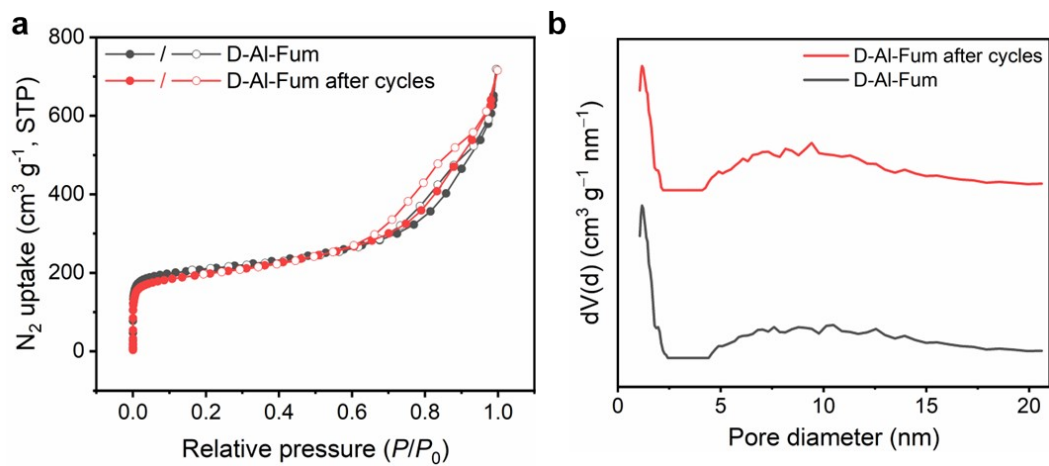 a
N₂ uptake (cm³ g⁻¹, STP)
800
600
400
200
0
/ D-Al-Fum
/ D-Al-Fum after cycles
0.0 0.2 0.4 0.6 0.8 1.0
Relative pressure (P/P₀)
b
dV(d) (cm³ g⁻¹ nm⁻¹)
D-Al-Fum after cycles
D-Al-Fum
0 5 10 15 20
Pore diameter (nm)